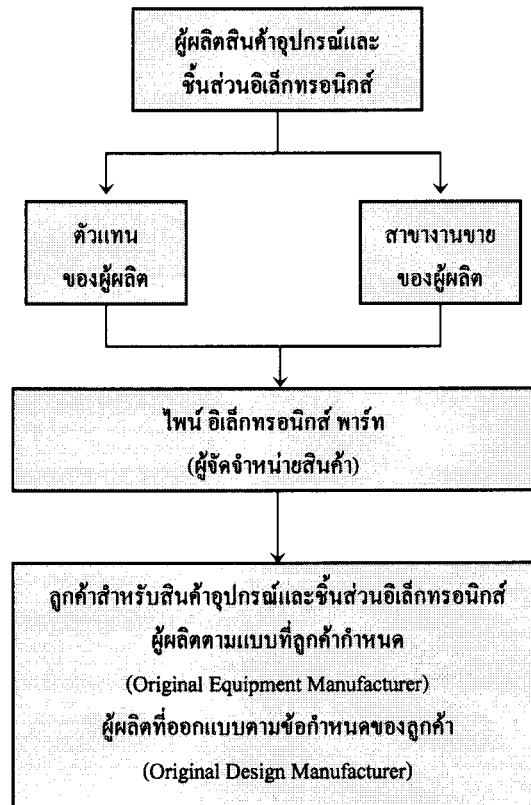 ผู้ผลิตสินค้าอุปกรณ์และ
ชิ้นส่วนอิเล็กทรอนิกส์
ตัวแทน
ของผู้ผลิต
สาขางานขาย
ของผู้ผลิต
ไพน์ อิเล็กทรอนิกส์ พาร์ท
(ผู้จัดจำหน่ายสินค้า)
ลูกค้าสำหรับสินค้าอุปกรณ์และชิ้นส่วนอิเล็กทรอนิกส์
ผู้ผลิตตามแบบที่ลูกค้ากำหนด
(Original Equipment Manufacturer)
ผู้ผลิตที่ออกแบบตามข้อกำหนดของลูกค้า
(Original Design Manufacturer)